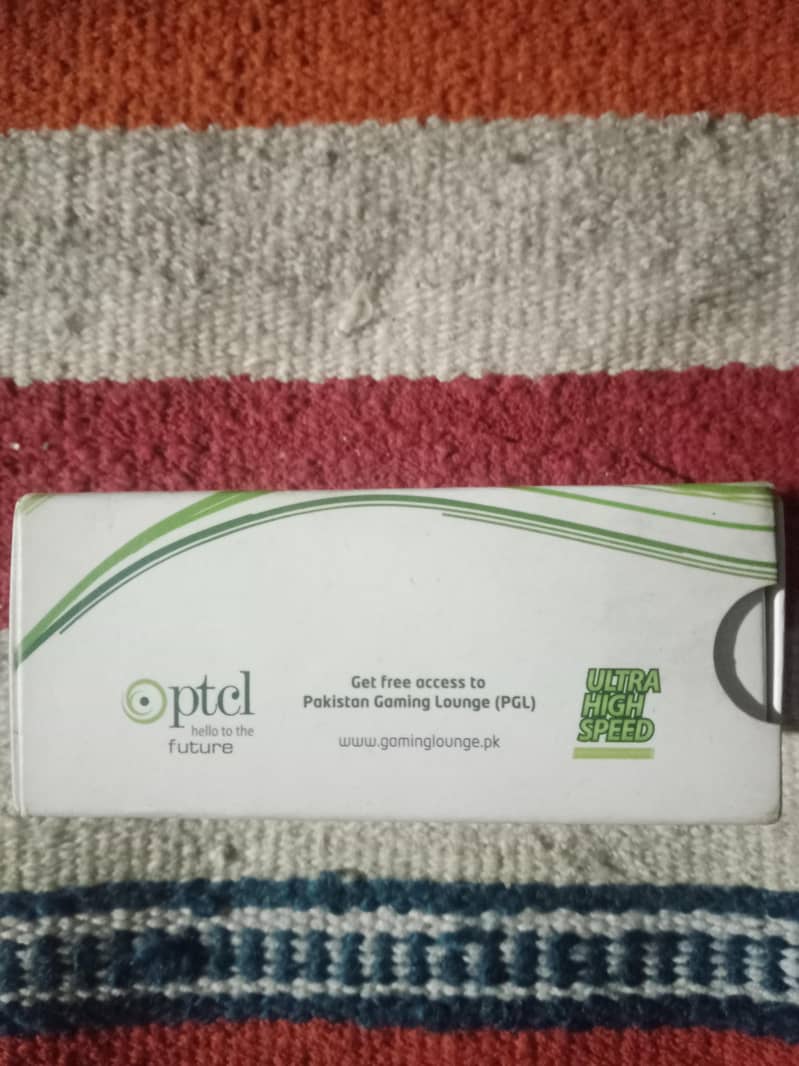 ptcl
hello to the
future
Get free access to
Pakistan Gaming Lounge (PGL)
www.gaminglounge.pk
ULTRA
HIGH
SPEED